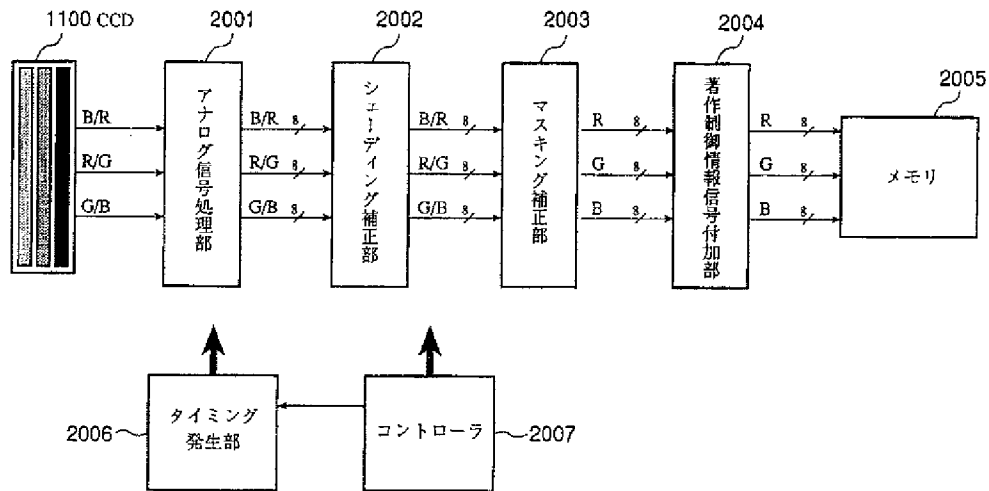 1100 CCD
2001
2002
2003
2004
2005
アナログ信号処理部
シェーディング補正部
マスキング補正部
著作制御情報信号付加部
メモリ
B/R
B/R 8
B/R 8
R 8
R 8
R/G
R/G 8
R/G 8
G 8
G 8
G/B
G/B 8
G/B 8
B 8
B 8
2006
タイミング
発生部
コントローラ
2007